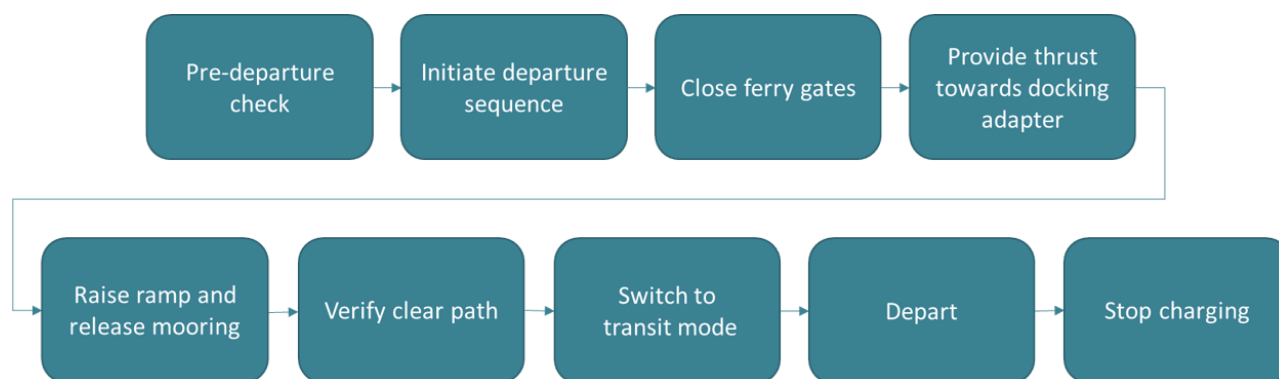 Pre-departure
check
Initiate departure
sequence
Close ferry gates
Provide thrust
towards docking
adapter
Raise ramp and
release mooring
Verify clear path
Switch to
transit mode
Depart
Stop charging